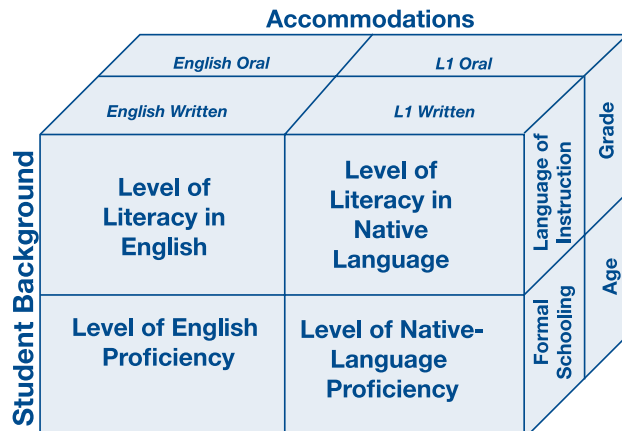 Accommodations
English Oral
L1 Oral
English Written
L1 Written
Student Background
Level of
Literacy in
English
Level of
Literacy in
Native
Language
Language of
Instruction
Grade
Level of English
Proficiency
Level of Native-
Language
Proficiency
Formal
Schooling
Age